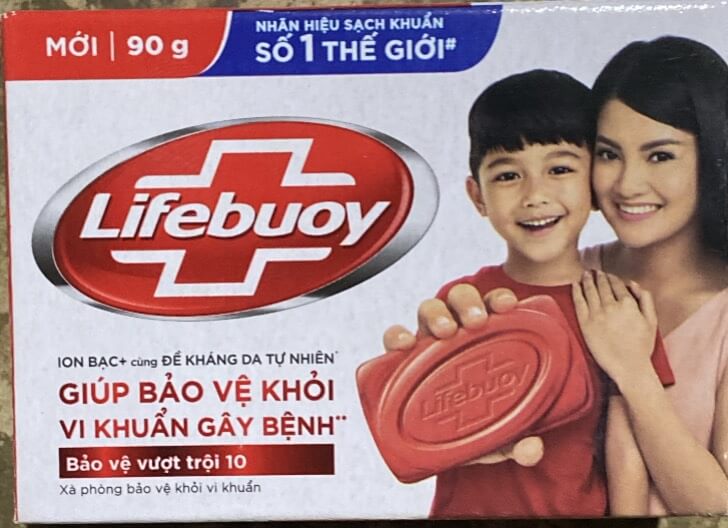 MỚI | 90 g
NHÃN HIỆU SẠCH KHUẨN
SỐ 1 THẾ GIỚI#
Lifebuoy
Lifebuoy
ION BẠC+ cùng ĐỀ KHÁNG DA TỰ NHIÊN*
GIÚP BẢO VỆ KHỎI
VI KHUẨN GÂY BỆNH**
Bảo vệ vượt trội 10
Xà phòng bảo vệ khỏi vi khuẩn